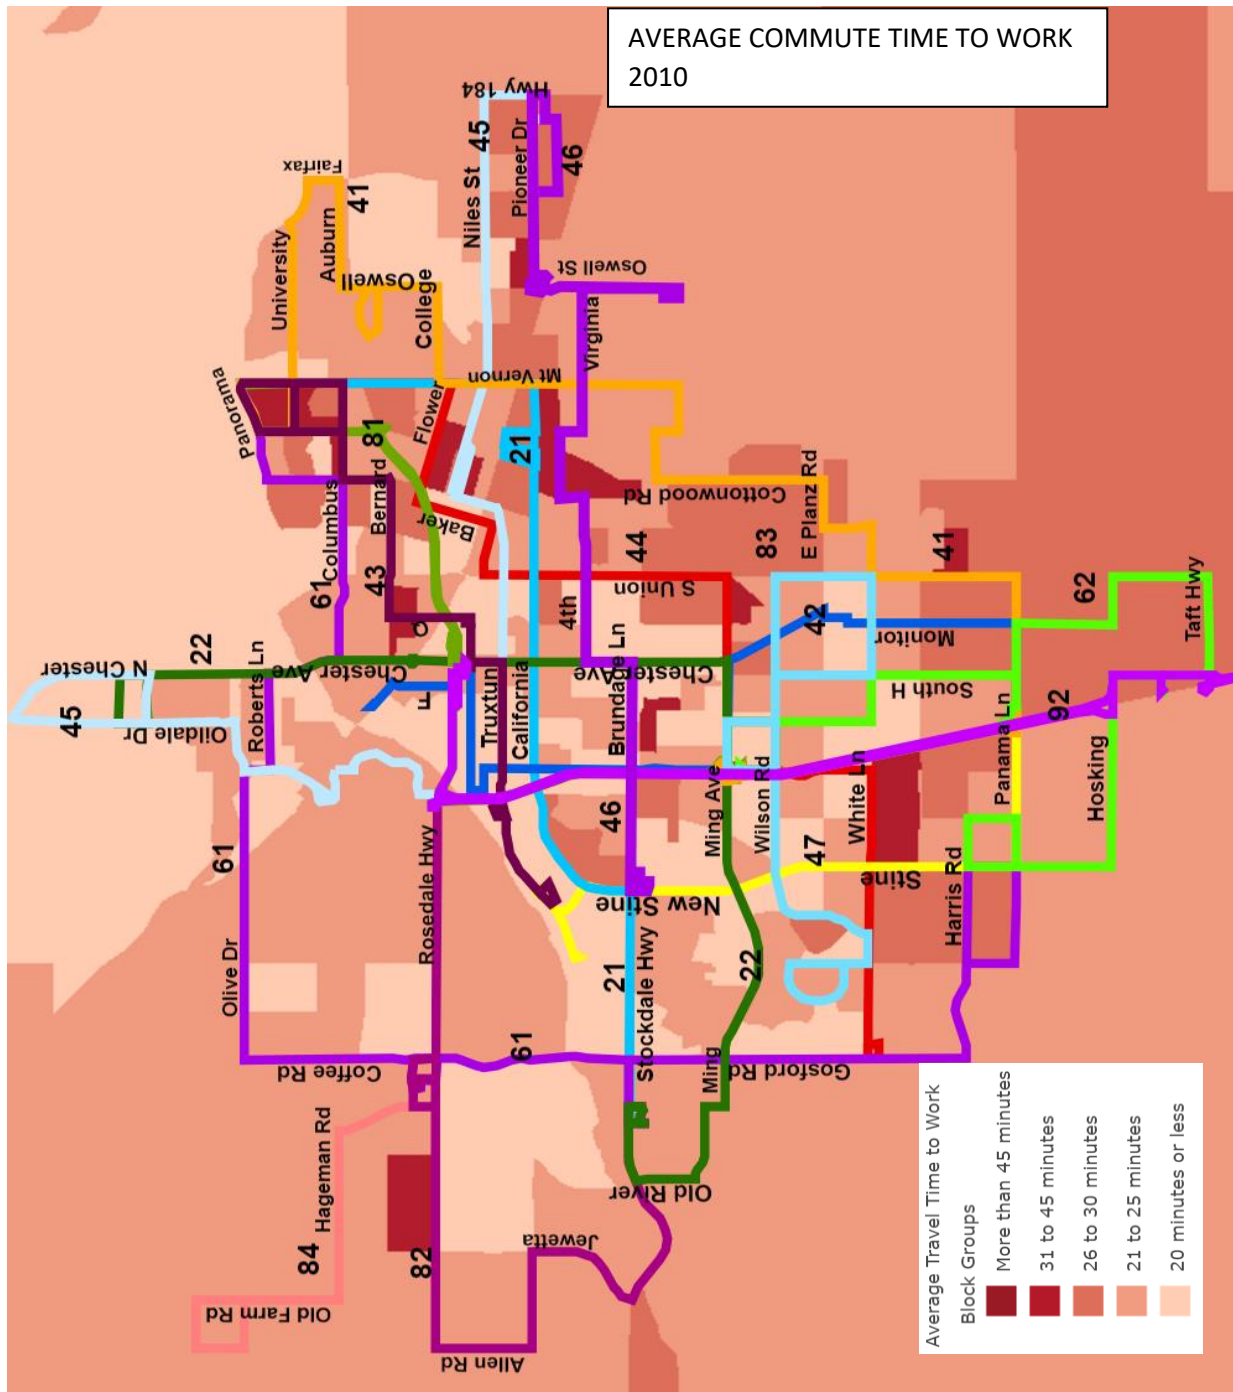 AVERAGE COMMUTE TIME TO WORK
2010
Hwy 184
45
Niles St
Pioneer Dr
46
Fairfax
41
Auburn
University
Oswell
College
Oswell St
Virginia
Mt Vernon
Panorama
Flower
81
21
Bernard
Columbus
Baker
Cottonwood Rd
E Planz Rd
83
44
41
43
61
S Union
4th
42
Monitor
62
Taft Hwy
N Chester
22
Roberts Ln
Chester Ave
Q
F
Truxtun
California
Chester Ave
Brundage Ln
South H
Panama Ln
92
45
Oildale Dr
61
Rosedale Hwy
46
Ming Ave
Wilson Rd
White Ln
47
Stine
Hosking
New Stine
Harris Rd
Olive Dr
21
Stockdale Hwy
22
61
Coffee Rd
Ming
Gosford Rd
Hageman Rd
84
82
Old River
Jewetta
Old Farm Rd
Allen Rd
Average Travel Time to Work
Block Groups
More than 45 minutes
31 to 45 minutes
26 to 30 minutes
21 to 25 minutes
20 minutes or less